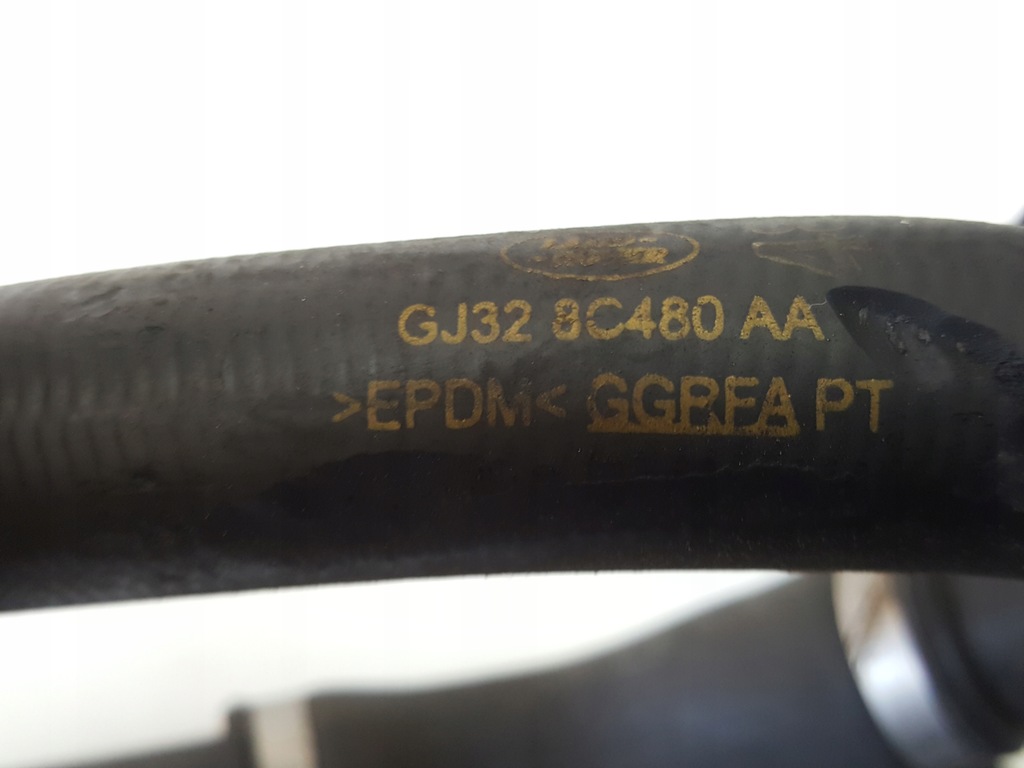 GJ32 8C480 AA
>EPDM< GGRFA PT